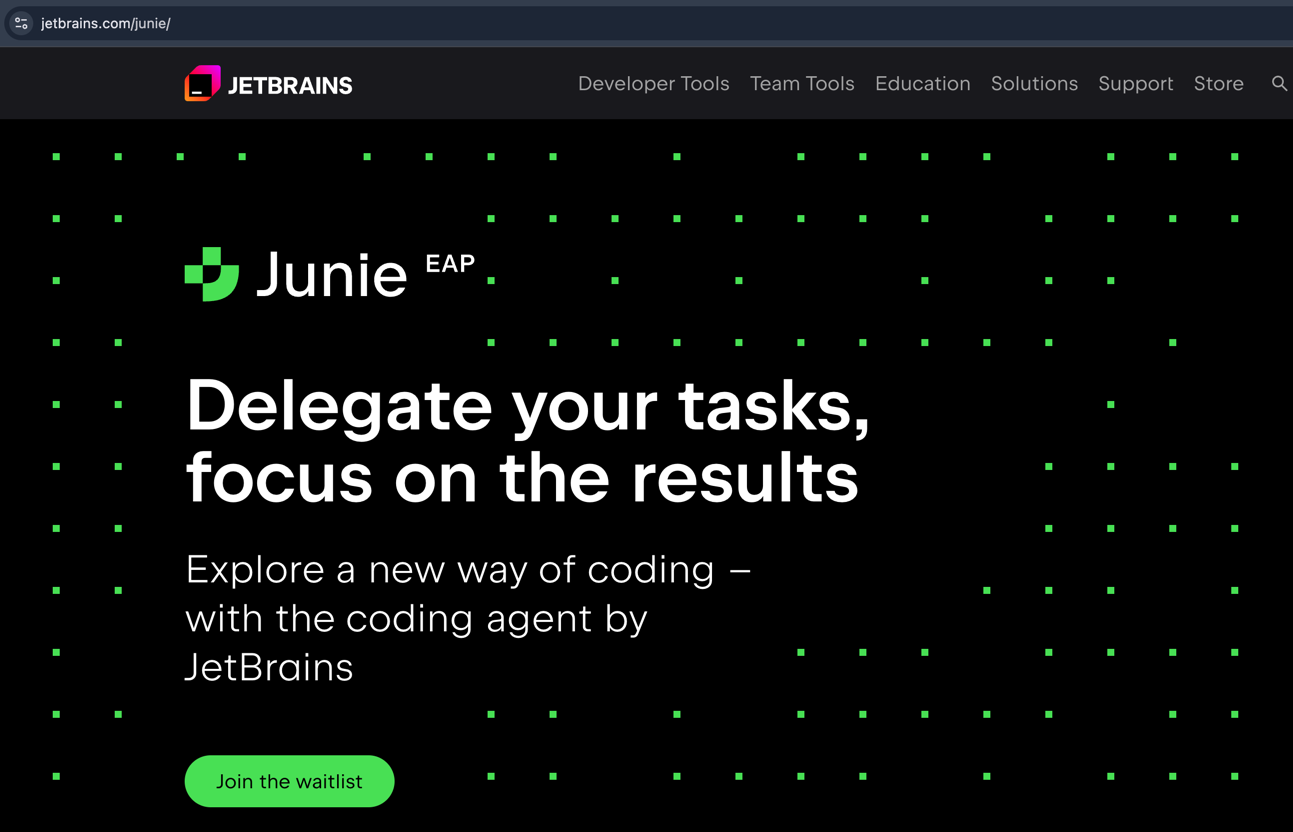 jetbrains.com/junie/
JETBRAINS
Developer Tools Team Tools Education Solutions Support Store
Junie EAP
Delegate your tasks,
focus on the results
Explore a new way of coding –
with the coding agent by
JetBrains
Join the waitlist